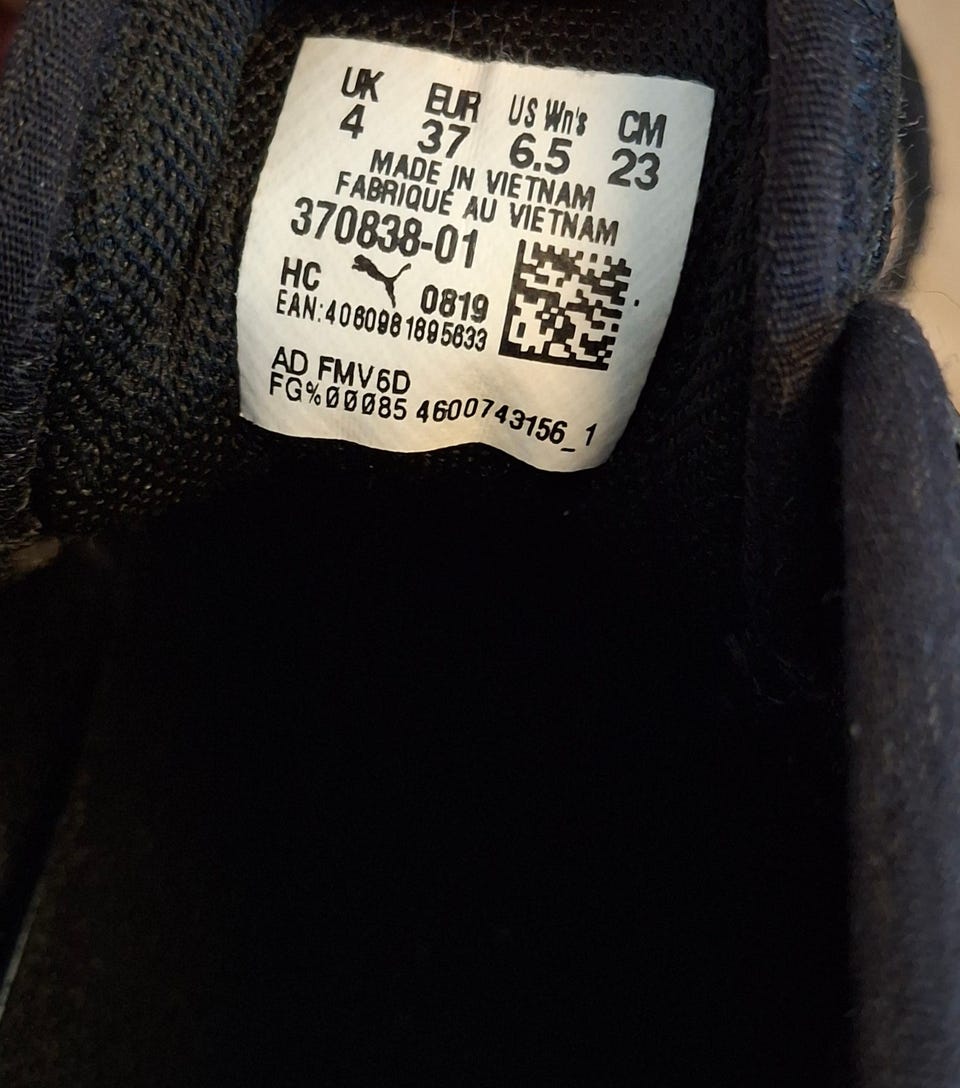 UK EUR US Wn's CM
4 37 6.5 23
MADE IN VIETNAM
FABRIQUE AU VIETNAM
370838-01
HC 0819
EAN:4060981895633
AD FMV6D
FG%00085 4600743156_1